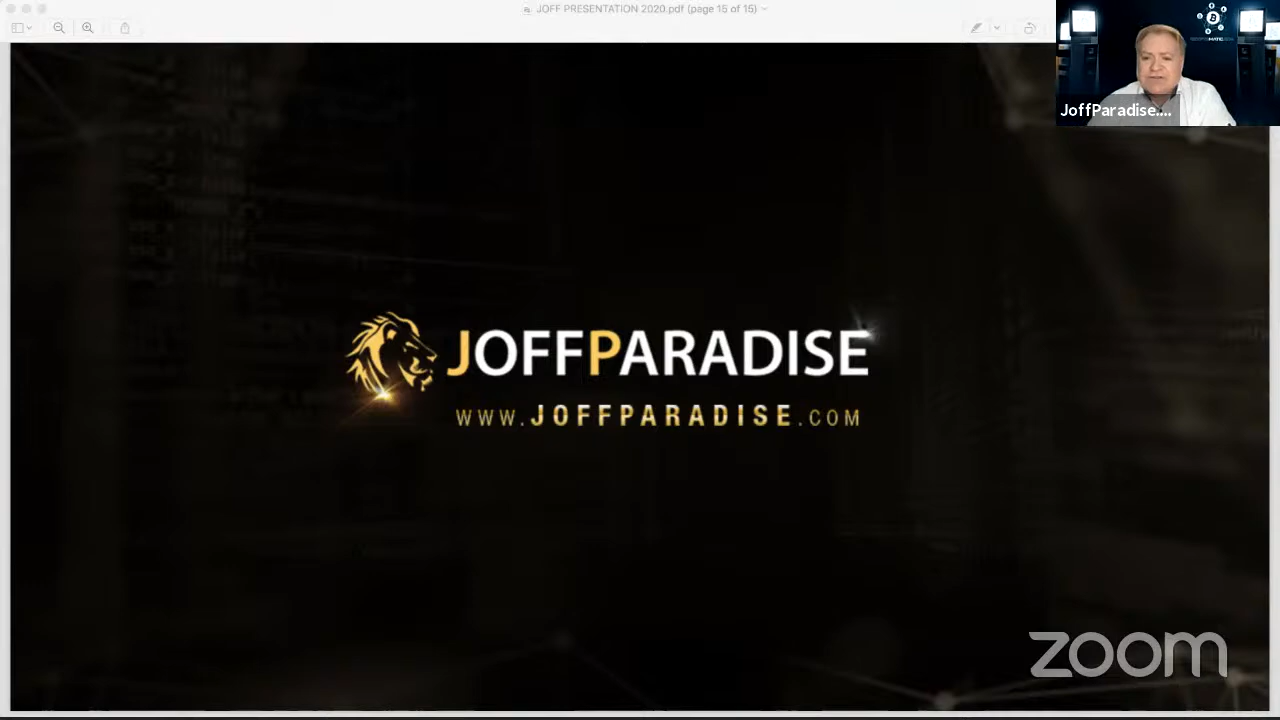 JOFF PRESENTATION 2020.pdf (page 15 of 15)
JoffParadise....
JOFFPARADISE
WWW.JOFFPARADISE.COM
zoom